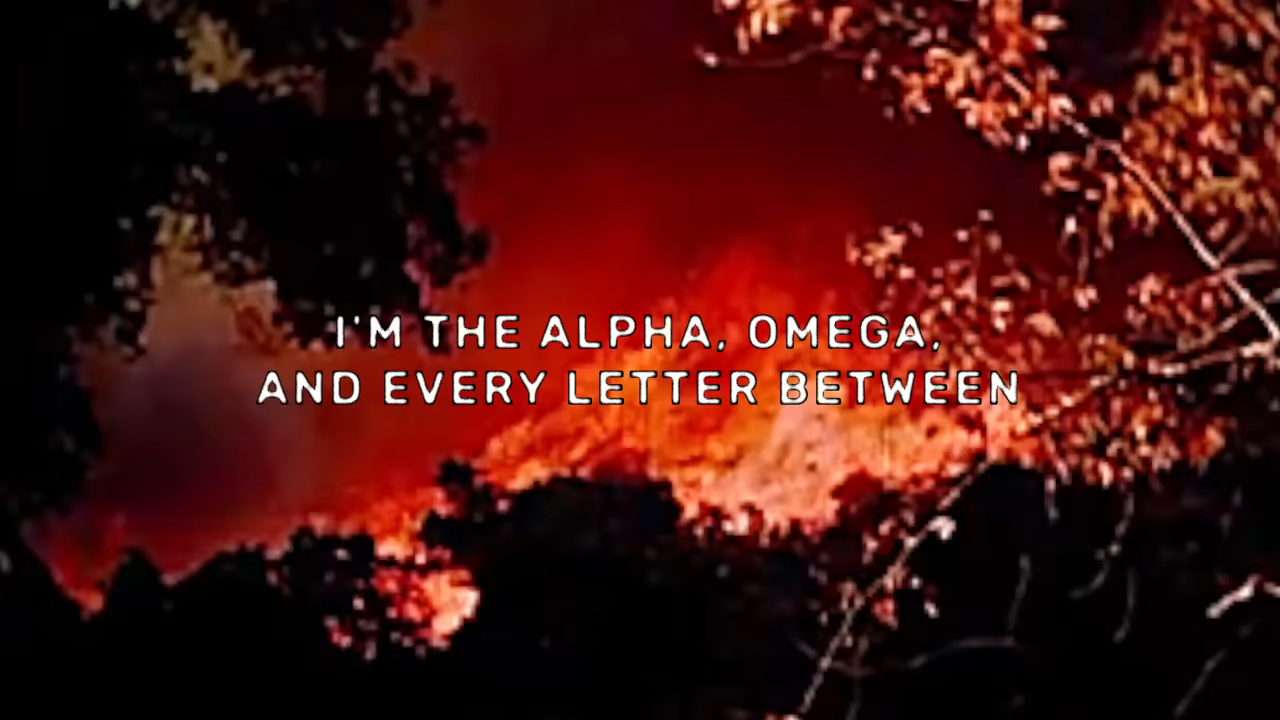 I'M THE ALPHA, OMEGA,
AND EVERY LETTER BETWEEN